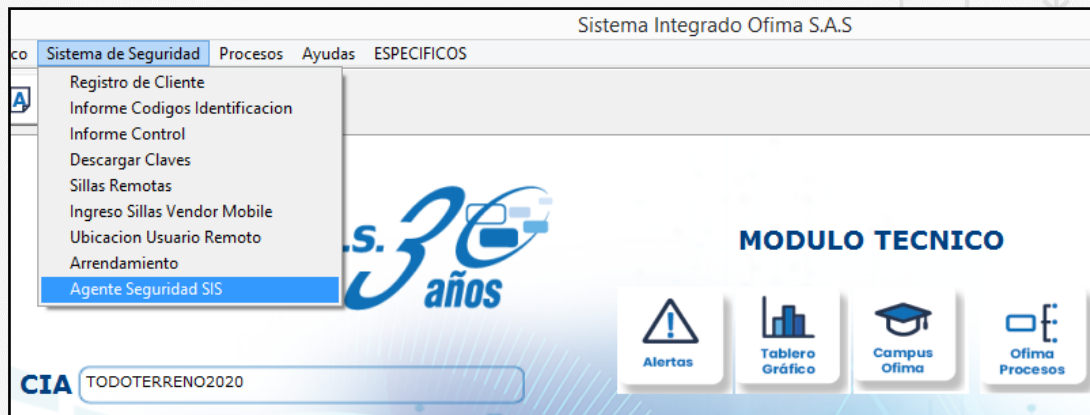 Sistema Integrado Ofima S.A.S
co Sistema de Seguridad Procesos Ayudas ESPECIFICOS
Registro de Cliente
Informe Codigos Identificacion
Informe Control
Descargar Claves
Sillas Remotas
Ingreso Sillas Vendor Mobile
Ubicacion Usuario Remoto
Arrendamiento
Agente Seguridad SIS
A
.s.
30
años
MODULO TECNICO
Alertas
Tablero
Gráfico
Campus
Ofima
Ofima
Procesos
CIA TODOTERRENO2020